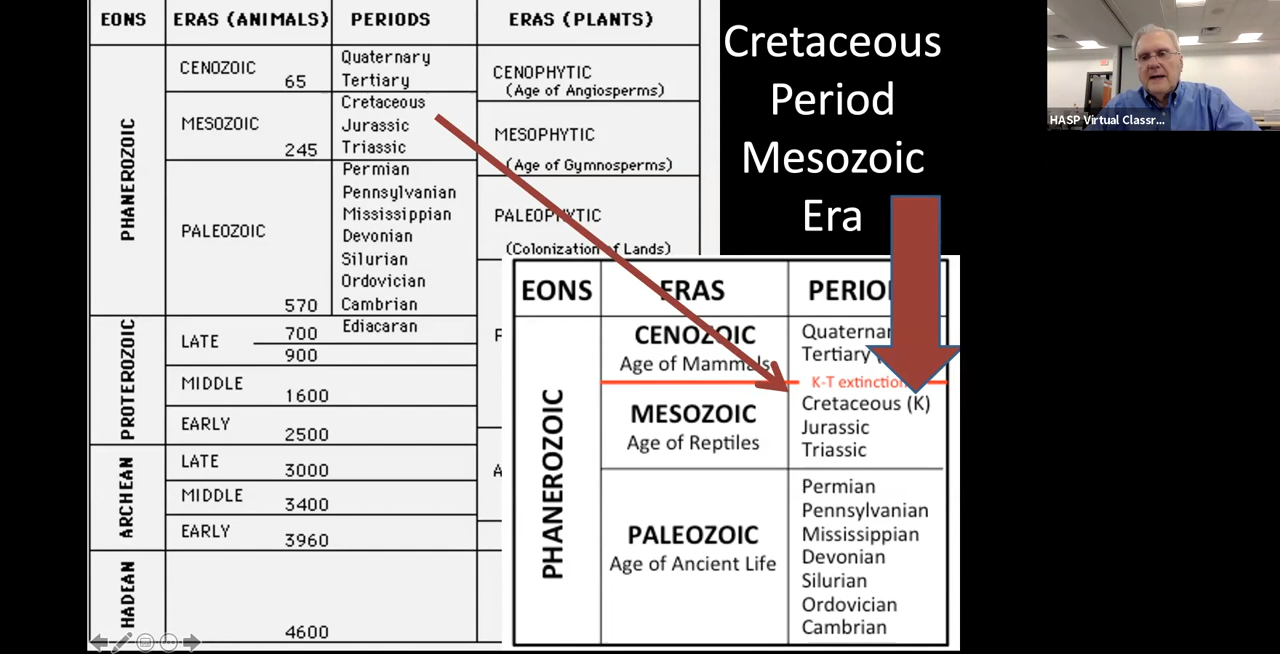 EONS ERAS (ANIMALS) PERIODS ERAS (PLANTS)
PHANEROZOIC
CENOZOIC
65
Quaternary
Tertiary
CENOPHYTIC
(Age of Angiosperms)
MESOZOIC
245
Cretaceous
Jurassic
Triassic
MESOPHYTIC
(Age of Gymnosperms)
PALEOZOIC
570
Permian
Pennsylvanian
Mississippian
Devonian
Silurian
Ordovician
Cambrian
Ediacaran
PALEOPHYTIC
(Colonization of Lands)
PROTEROZOIC
LATE
700
900
MIDDLE
1600
EARLY
2500
ARCHEAN
LATE
3000
MIDDLE
3400
EARLY
3960
HADEAN
4600
Cretaceous
Period
Mesozoic
Era
EONS ERAS
PHANEROZOIC
CENOZOIC
Age of Mammals
K-T extinction
MESOZOIC
Age of Reptiles
Cretaceous (K)
Jurassic
Triassic
PALEOZOIC
Age of Ancient Life
Permian
Pennsylvanian
Mississippian
Devonian
Silurian
Ordovician
Cambrian
Tertiary
HASP Virtual Classr...